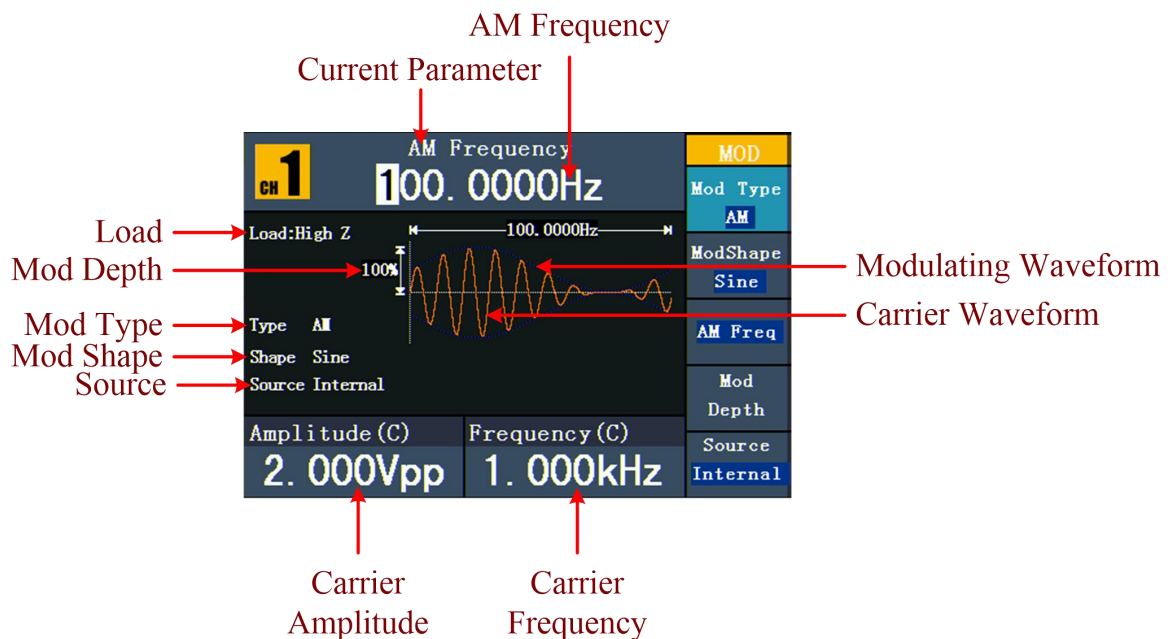 AM Frequency
Current Parameter
AM Frequency
MOD
CH 1
100.0000Hz
Mod Type
AM
Load
Load:High Z
100.0000Hz
ModShape
Sine
Mod Depth
100%
Modulating Waveform
Carrier Waveform
Mod Type
Type AM
AM Freq
Mod Shape
Shape Sine
Source
Source Internal
Mod
Depth
Amplitude(C)
Frequency(C)
Source
2.000Vpp
1.000kHz
Internal
Carrier
Amplitude
Carrier
Frequency